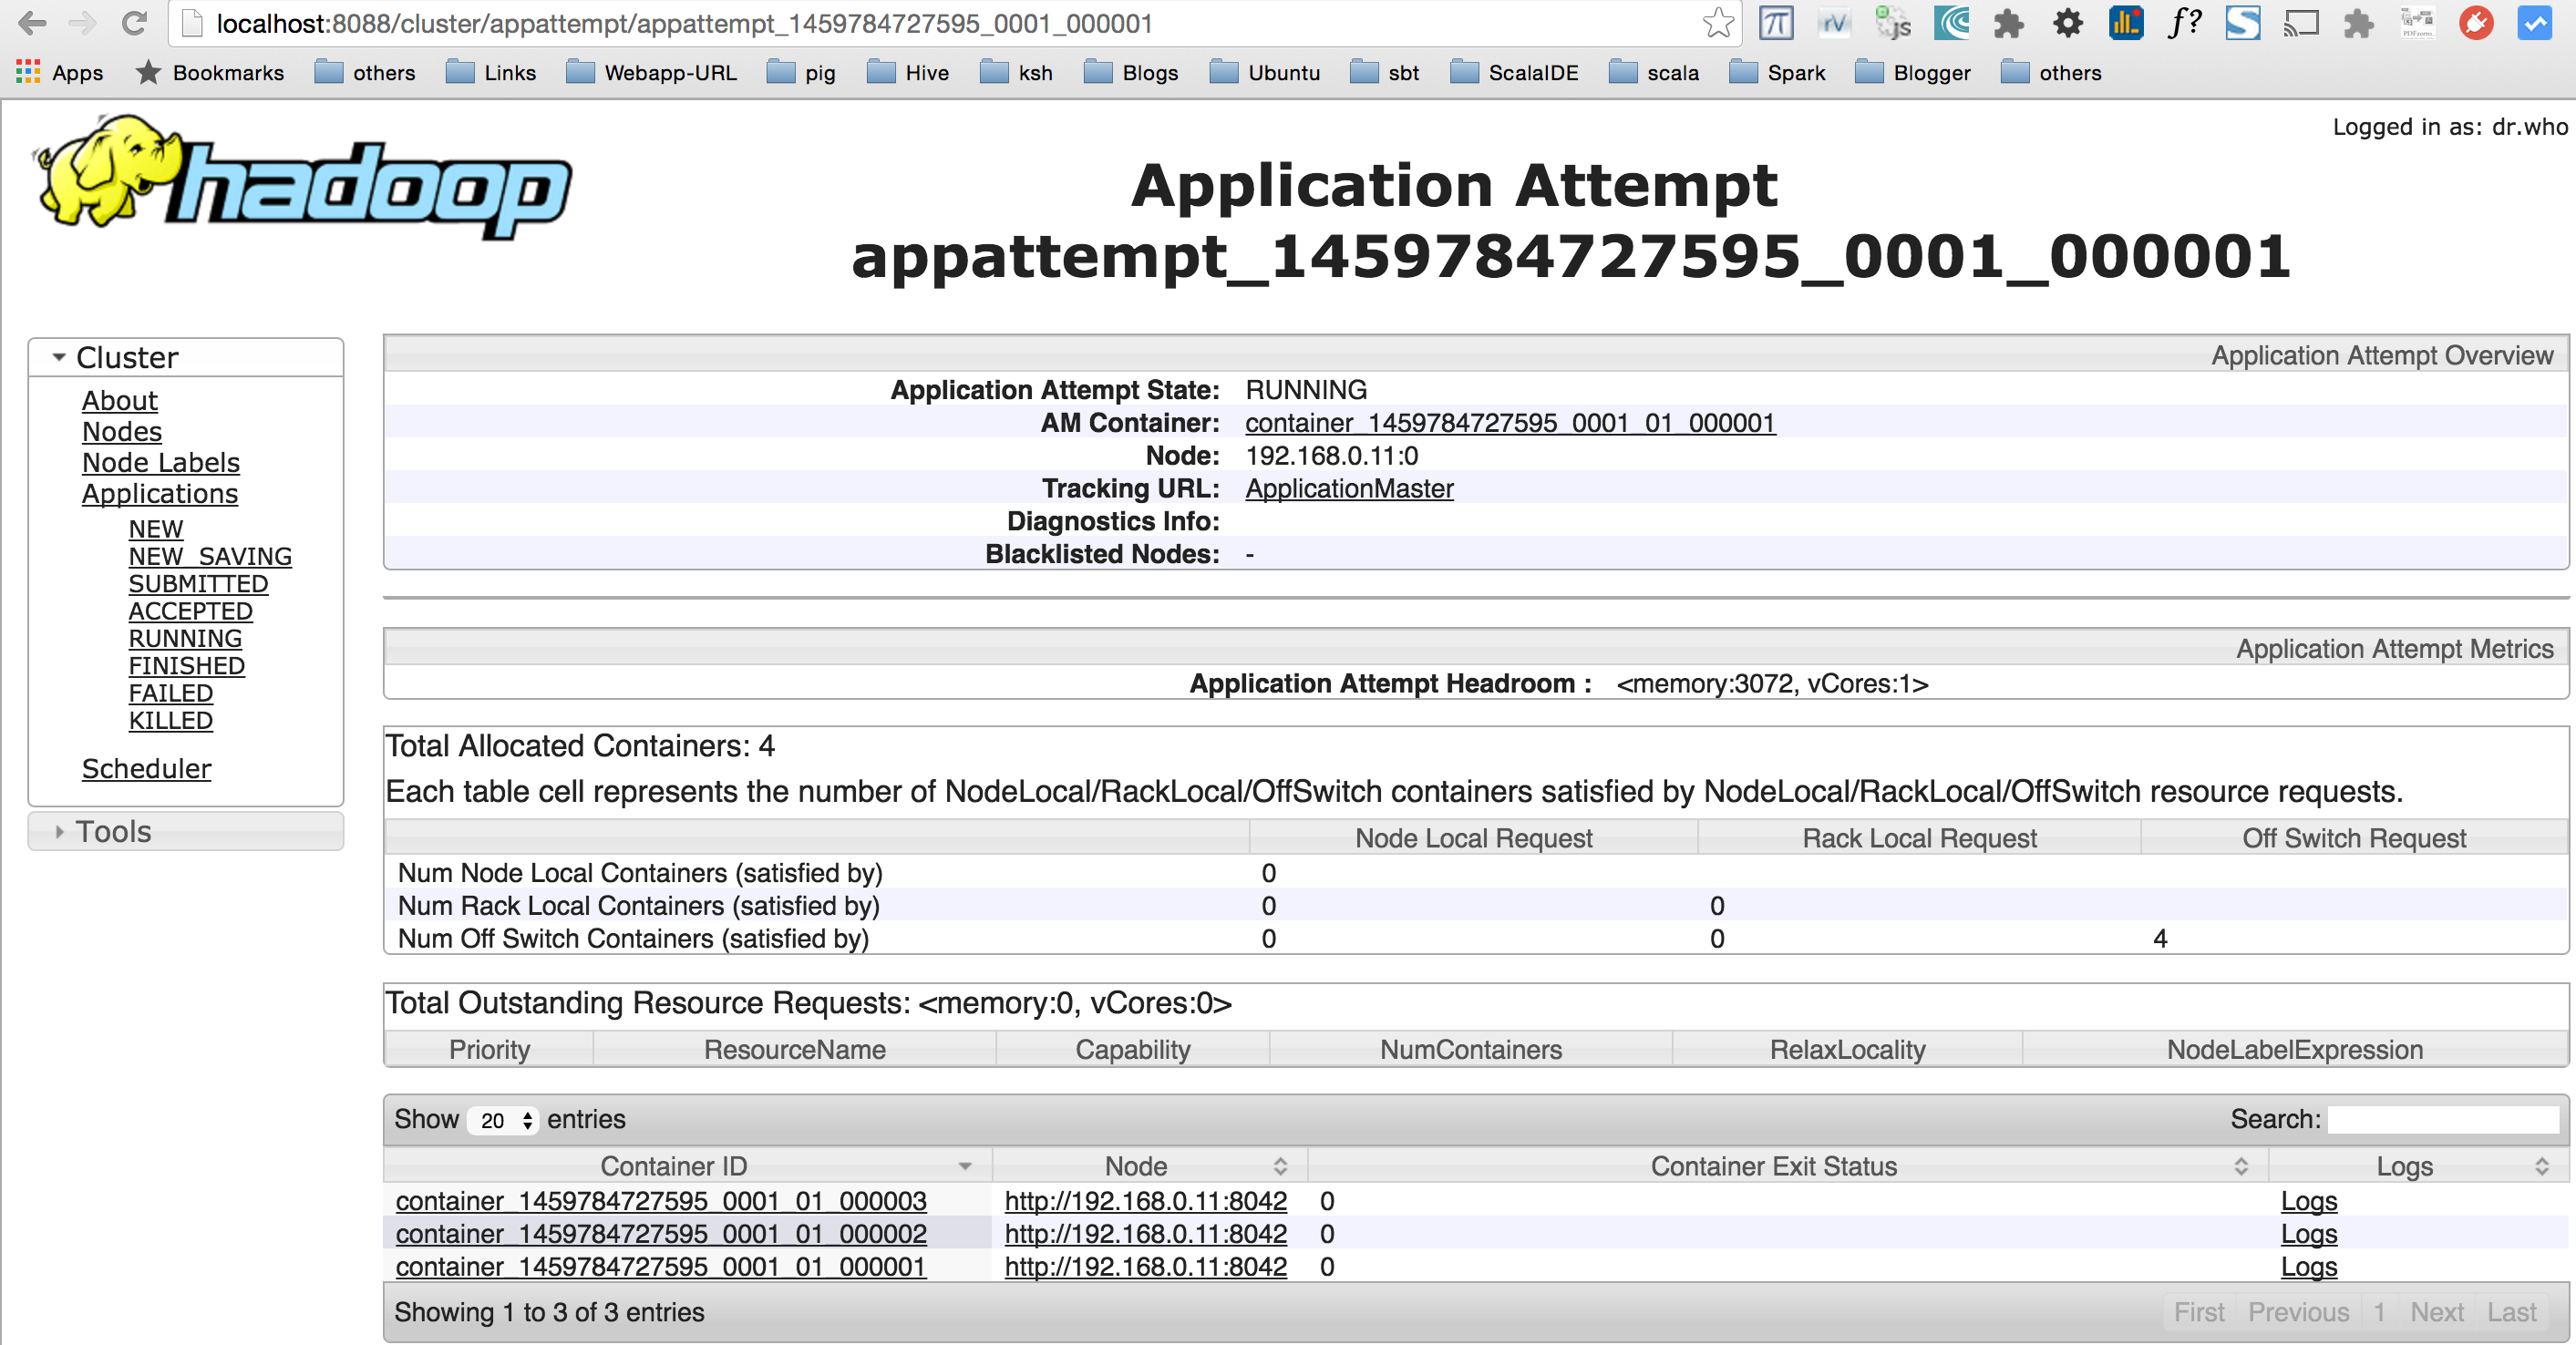 localhost:8088/cluster/appattempt/appattempt_1459784727595_0001_000001
Apps Bookmarks others Links Webapp-URL pig Hive ksh Blogs Ubuntu sbt ScalaIDE scala Spark Blogger others
Logged in as: dr.who
hadoop
Application Attempt
appattempt_1459784727595_0001_000001
Cluster
About
Nodes
Node Labels
Applications
NEW
NEW_SAVING
SUBMITTED
ACCEPTED
RUNNING
FINISHED
FAILED
KILLED
Scheduler
Tools
Application Attempt Overview
Application Attempt State: RUNNING
AM Container: container_1459784727595_0001_01_000001
Node: 192.168.0.11:0
Tracking URL: ApplicationMaster
Diagnostics Info:
Blacklisted Nodes: -
Application Attempt Metrics
Application Attempt Headroom : <memory:3072, vCores:1>
Total Allocated Containers: 4
Each table cell represents the number of NodeLocal/RackLocal/OffSwitch containers satisfied by NodeLocal/RackLocal/OffSwitch resource requests.
Node Local Request Rack Local Request Off Switch Request
Num Node Local Containers (satisfied by) 0
Num Rack Local Containers (satisfied by) 0 0
Num Off Switch Containers (satisfied by) 0 0 4
Total Outstanding Resource Requests: <memory:0, vCores:0>
Priority ResourceName Capability NumContainers RelaxLocality NodeLabelExpression
Show 20 entries Search:
Container ID Node Container Exit Status Logs
container_1459784727595_0001_01_000003 http://192.168.0.11:8042 0 Logs
container_1459784727595_0001_01_000002 http://192.168.0.11:8042 0 Logs
container_1459784727595_0001_01_000001 http://192.168.0.11:8042 0 Logs
Showing 1 to 3 of 3 entries First Previous 1 Next Last